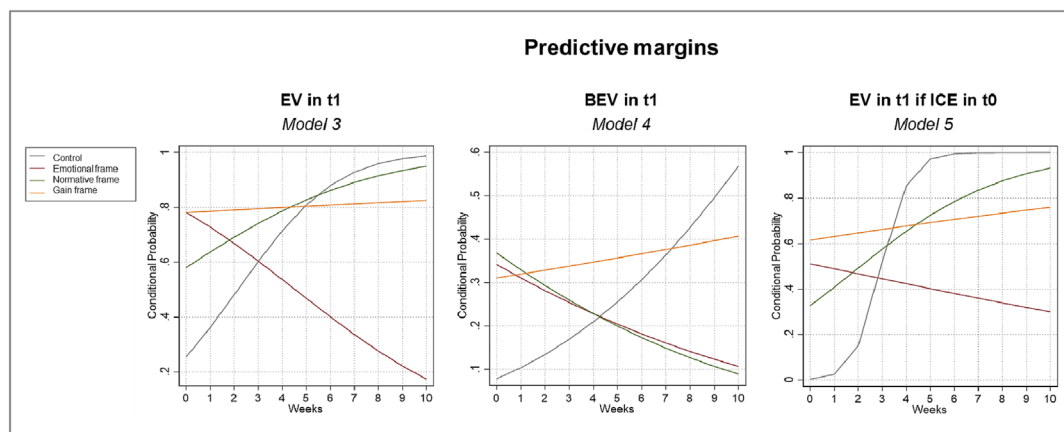 Predictive margins
EV in t1
Model 3
BEV in t1
Model 4
EV in t1 if ICE in t0
Model 5
Control
Emotional frame
Normative frame
Gain frame
Conditional Probability
1
.8
.6
.4
.2
0 1 2 3 4 5 6 7 8 9 10
Weeks
Conditional Probability
.6
.5
.4
.3
.2
.1
0 1 2 3 4 5 6 7 8 9 10
Weeks
Conditional Probability
1
.8
.6
.4
.2
0
0 1 2 3 4 5 6 7 8 9 10
Weeks